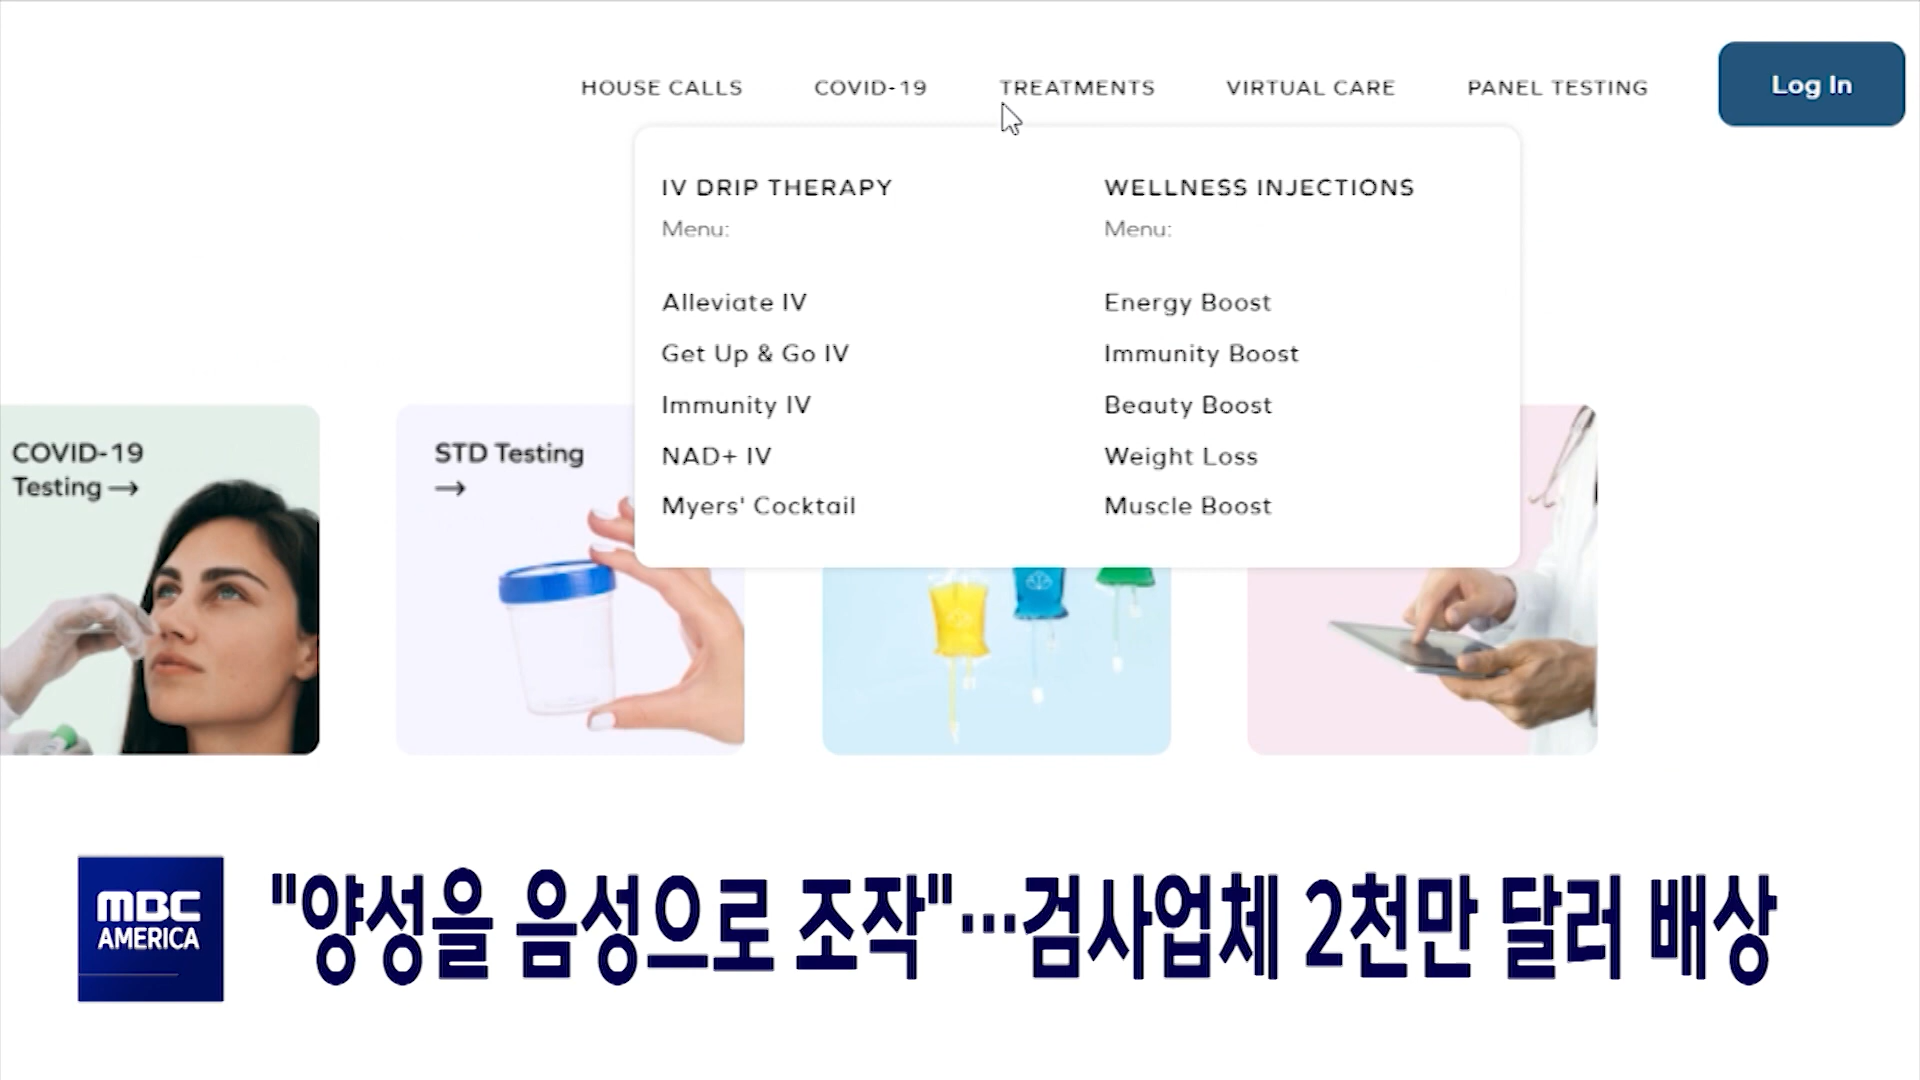 HOUSE CALLS COVID-19 TREATMENTS VIRTUAL CARE PANEL TESTING Log In
IV DRIP THERAPY
Menu:
Alleviate IV
Get Up & Go IV
Immunity IV
NAD+ IV
Myers' Cocktail
WELLNESS INJECTIONS
Menu:
Energy Boost
Immunity Boost
Beauty Boost
Weight Loss
Muscle Boost
COVID-19
Testing →
STD Testing
→
MBC
AMERICA
"양성을 음성으로 조작"…검사업체 2천만 달러 배상